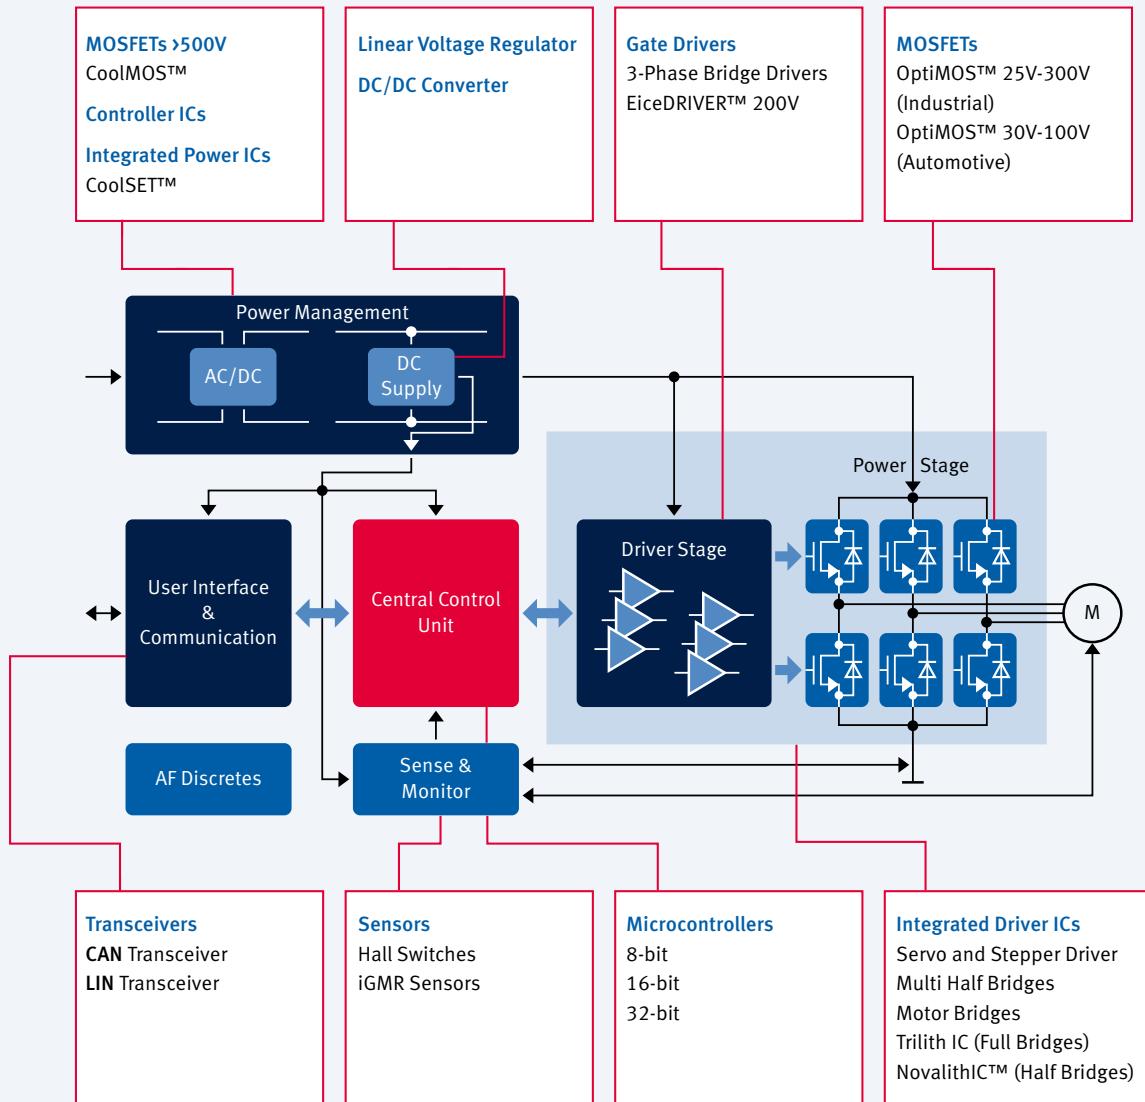 MOSFETs >500V
CoolMOS™
Controller ICs
Integrated Power ICs
CoolSET™
Linear Voltage Regulator
DC/DC Converter
Gate Drivers
3-Phase Bridge Drivers
EiceDRIVER™ 200V
MOSFETs
OptiMOS™ 25V-300V
(Industrial)
OptiMOS™ 30V-100V
(Automotive)
Power Management
AC/DC
DC
Supply
Power Stage
User Interface
&
Communication
Central Control
Unit
Driver Stage
M
AF Discretes
Sense &
Monitor
Transceivers
CAN Transceiver
LIN Transceiver
Sensors
Hall Switches
iGMR Sensors
Microcontrollers
8-bit
16-bit
32-bit
Integrated Driver ICs
Servo and Stepper Driver
Multi Half Bridges
Motor Bridges
Trilith IC (Full Bridges)
NovalithIC™ (Half Bridges)